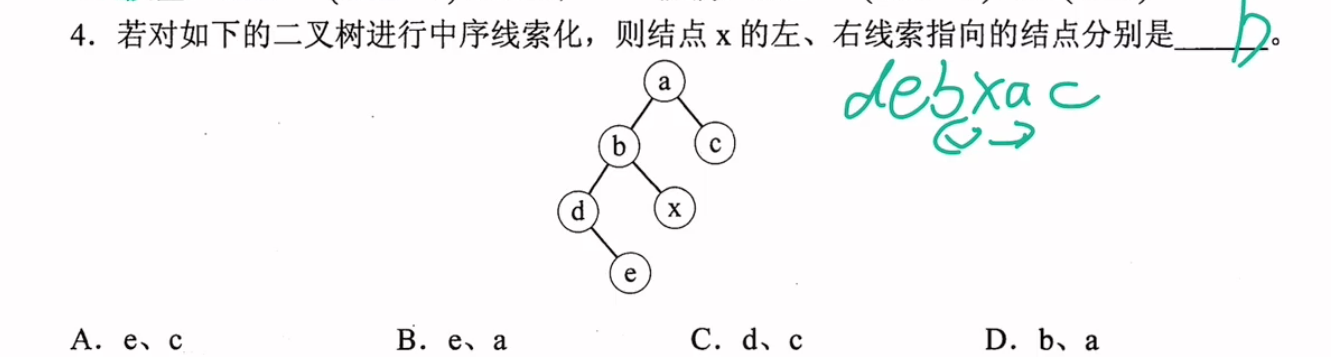 4．若对如下的二叉树进行中序线索化，则结点 x 的左、右线索指向的结点分别是______。
b
debxac
a
b
c
d
x
e
A．e、c
B．e、a
C．d、c
D．b、a